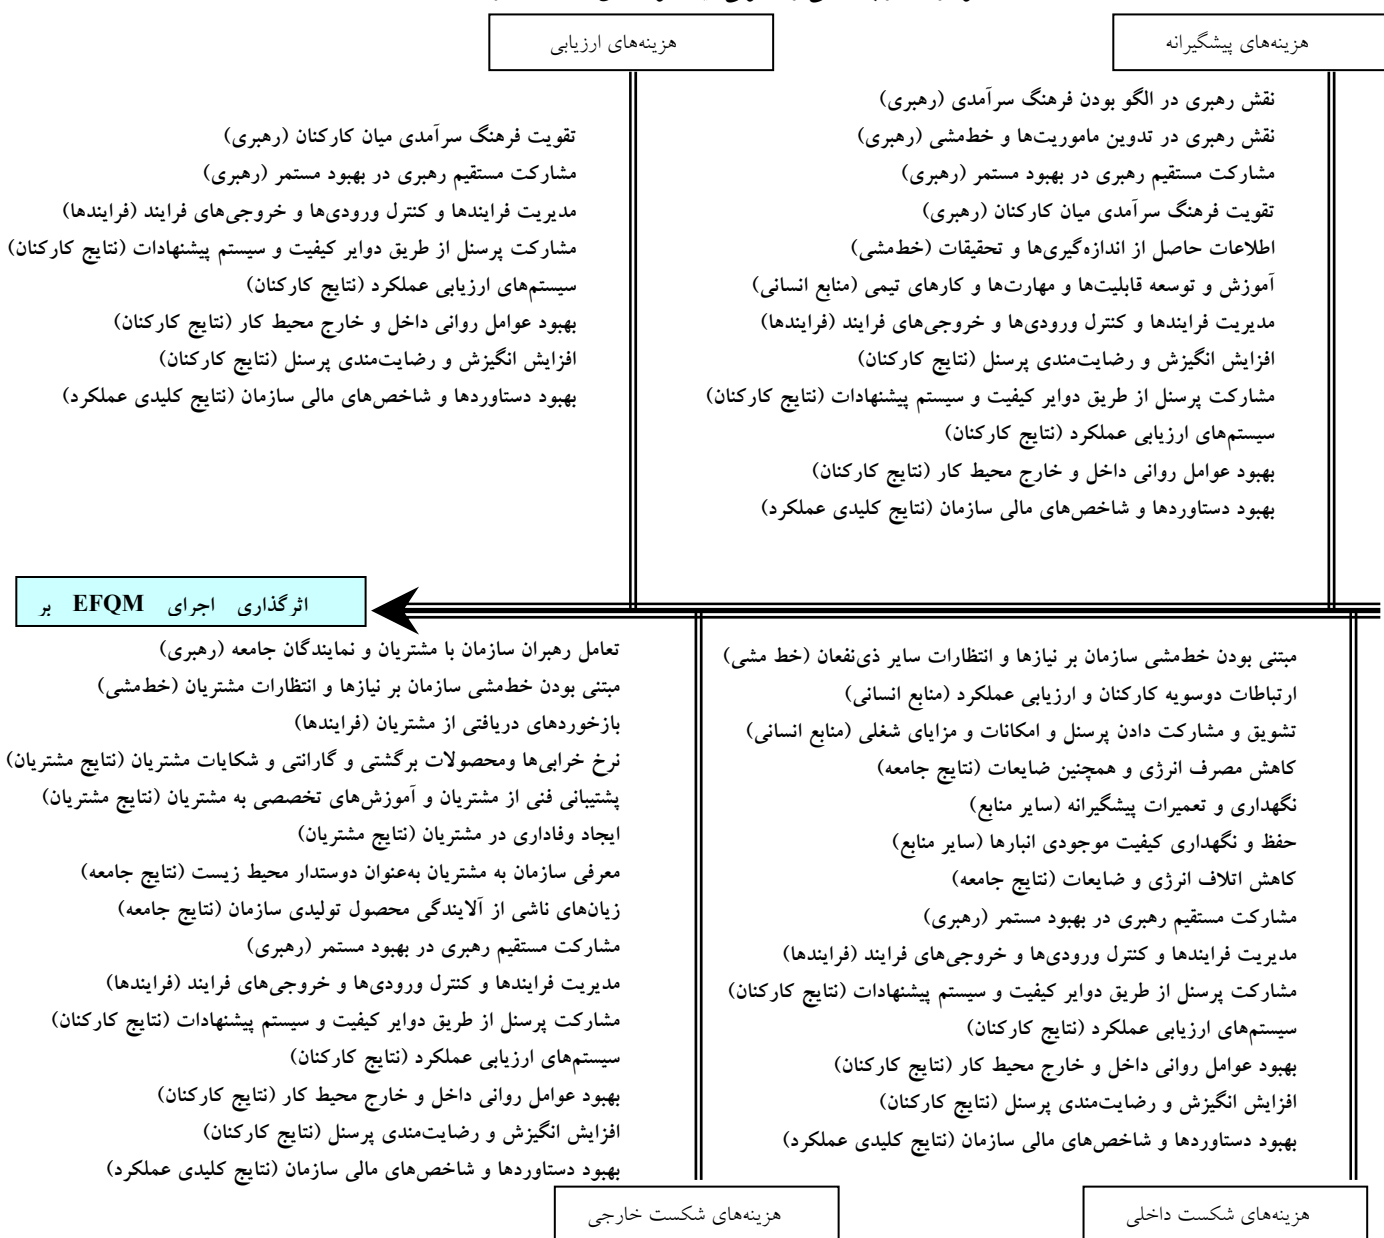 هزینه‌های پیشگیرانه
نقش رهبری در الگو بودن فرهنگ سرآمدی (رهبری)
نقش رهبری در تدوین ماموریت‌ها و خط‌مشی (رهبری)
مشارکت مستقیم رهبری در بهبود مستمر (رهبری)
تقویت فرهنگ سرآمدی میان کارکنان (رهبری)
اطلاعات حاصل از اندازه‌گیری‌ها و تحقیقات (خط‌مشی)
آموزش و توسعه قابلیت‌ها و مهارت‌ها و کارهای تیمی (منابع انسانی)
مدیریت فرایندها و کنترل ورودی‌ها و خروجی‌های فرایند (فرایندها)
افزایش انگیزش و رضایت‌مندی پرسنل (نتایج کارکنان)
مشارکت پرسنل از طریق دوایر کیفیت و سیستم پیشنهادات (نتایج کارکنان)
سیستم‌های ارزیابی عملکرد (نتایج کارکنان)
بهبود عوامل روانی داخل و خارج محیط کار (نتایج کارکنان)
بهبود دستاوردها و شاخص‌های مالی سازمان (نتایج کلیدی عملکرد)
هزینه‌های ارزیابی
تقویت فرهنگ سرآمدی میان کارکنان (رهبری)
مشارکت مستقیم رهبری در بهبود مستمر (رهبری)
مدیریت فرایندها و کنترل ورودی‌ها و خروجی‌های فرایند (فرایندها)
مشارکت پرسنل از طریق دوایر کیفیت و سیستم پیشنهادات (نتایج کارکنان)
سیستم‌های ارزیابی عملکرد (نتایج کارکنان)
بهبود عوامل روانی داخل و خارج محیط کار (نتایج کارکنان)
افزایش انگیزش و رضایت‌مندی پرسنل (نتایج کارکنان)
بهبود دستاوردها و شاخص‌های مالی سازمان (نتایج کلیدی عملکرد)
اثرگذاری اجرای EFQM بر
مبتنی بودن خط‌مشی سازمان بر نیازها و انتظارات سایر ذی‌نفعان (خط مشی)
ارتباطات دوسویه کارکنان و ارزیابی عملکرد (منابع انسانی)
تشویق و مشارکت دادن پرسنل و امکانات و مزایای شغلی (منابع انسانی)
کاهش مصرف انرژی و همچنین ضایعات (نتایج جامعه)
نگهداری و تعمیرات پیشگیرانه (سایر منابع)
حفظ و نگهداری کیفیت موجودی انبارها (سایر منابع)
کاهش اتلاف انرژی و ضایعات (نتایج جامعه)
مشارکت مستقیم رهبری در بهبود مستمر (رهبری)
مدیریت فرایندها و کنترل ورودی‌ها و خروجی‌های فرایند (فرایندها)
مشارکت پرسنل از طریق دوایر کیفیت و سیستم پیشنهادات (نتایج کارکنان)
سیستم‌های ارزیابی عملکرد (نتایج کارکنان)
بهبود عوامل روانی داخل و خارج محیط کار (نتایج کارکنان)
افزایش انگیزش و رضایت‌مندی پرسنل (نتایج کارکنان)
بهبود دستاوردها و شاخص‌های مالی سازمان (نتایج کلیدی عملکرد)
هزینه‌های شکست داخلی
تعامل رهبران سازمان با مشتریان و نمایندگان جامعه (رهبری)
مبتنی بودن خط‌مشی سازمان بر نیازها و انتظارات مشتریان (خط‌مشی)
بازخوردهای دریافتی از مشتریان (فرایندها)
نرخ خرابی‌ها ومحصولات برگشتی و گارانتی و شکایات مشتریان (نتایج مشتریان)
پشتیبانی فنی از مشتریان و آموزش‌های تخصصی به مشتریان (نتایج مشتریان)
ایجاد وفاداری در مشتریان (نتایج مشتریان)
معرفی سازمان به مشتریان به‌عنوان دوستدار محیط زیست (نتایج جامعه)
زیان‌های ناشی از آلایندگی محصول تولیدی سازمان (نتایج جامعه)
مشارکت مستقیم رهبری در بهبود مستمر (رهبری)
مدیریت فرایندها و کنترل ورودی‌ها و خروجی‌های فرایند (فرایندها)
مشارکت پرسنل از طریق دوایر کیفیت و سیستم پیشنهادات (نتایج کارکنان)
سیستم‌های ارزیابی عملکرد (نتایج کارکنان)
بهبود عوامل روانی داخل و خارج محیط کار (نتایج کارکنان)
افزایش انگیزش و رضایت‌مندی پرسنل (نتایج کارکنان)
بهبود دستاوردها و شاخص‌های مالی سازمان (نتایج کلیدی عملکرد)
هزینه‌های شکست خارجی